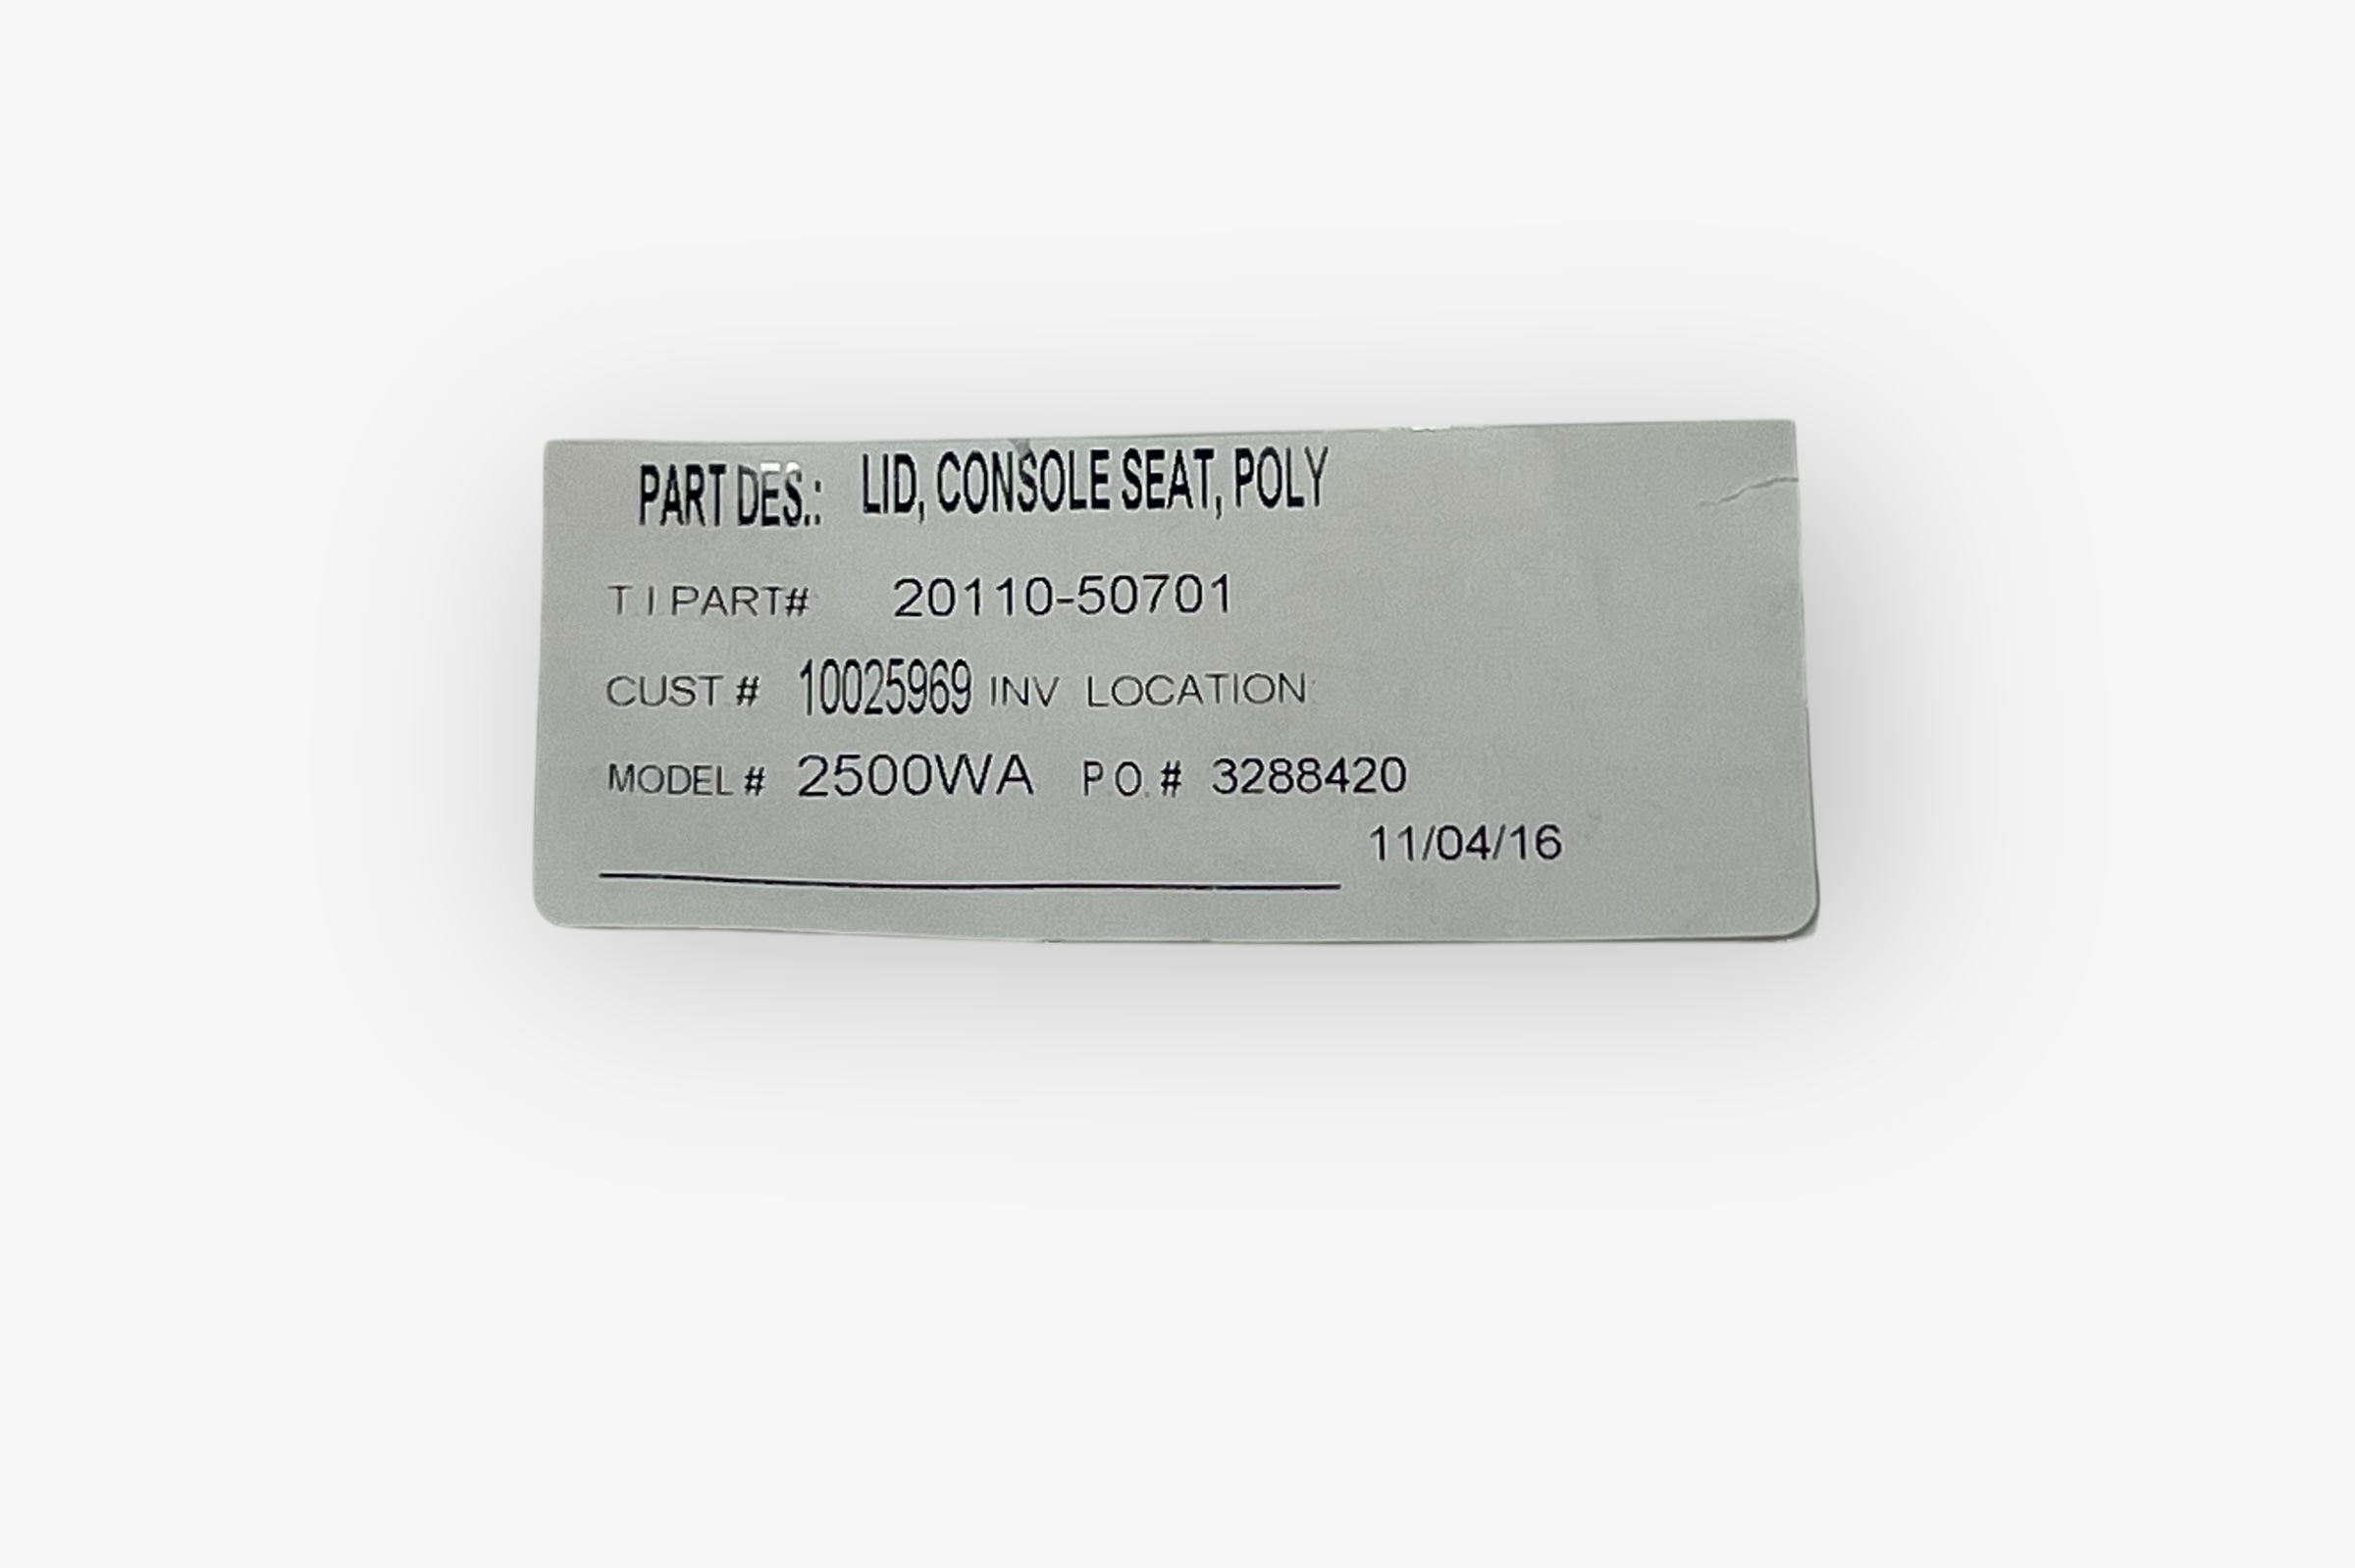 PART DES.: LID, CONSOLE SEAT, POLY
T.I.PART# 20110-50701
CUST # 10025969 INV LOCATION:
MODEL # 2500WA P.O.# 3288420
11/04/16